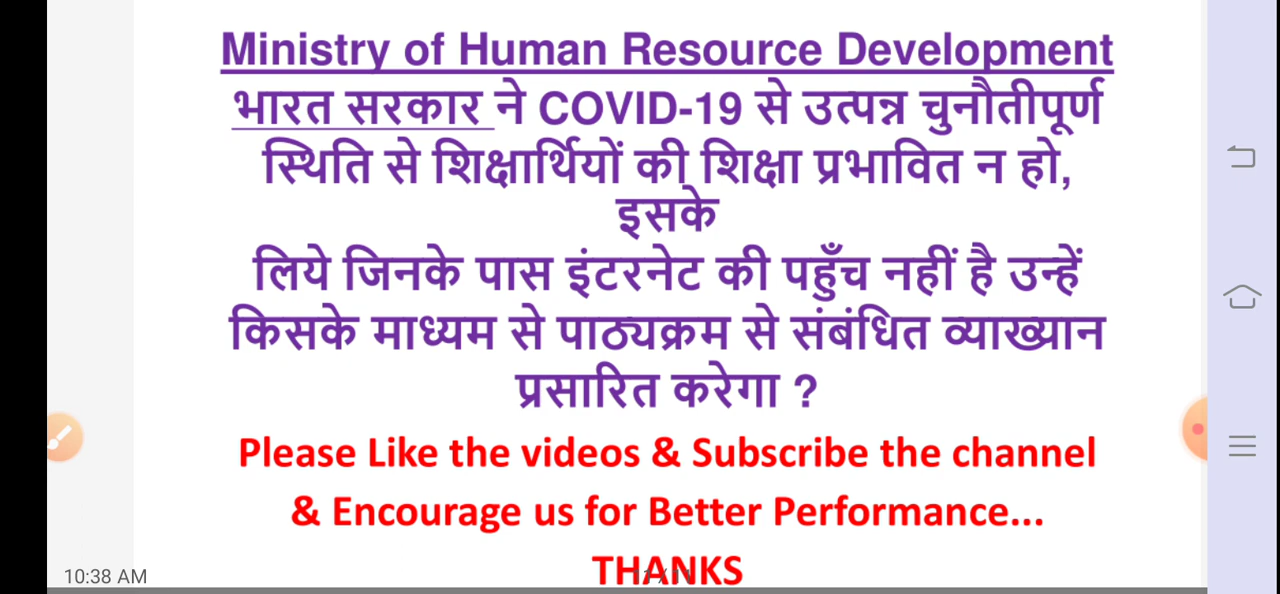 Ministry of Human Resource Development
भारत सरकार ने COVID-19 से उत्पन्न चुनौतीपूर्ण
स्थिति से शिक्षार्थियों की शिक्षा प्रभावित न हो,
इसके
लिये जिनके पास इंटरनेट की पहुँच नहीं है उन्हें
किसके माध्यम से पाठ्यक्रम से संबंधित व्याख्यान
प्रसारित करेगा ?
Please Like the videos & Subscribe the channel
& Encourage us for Better Performance...
THANKS
10:38 AM